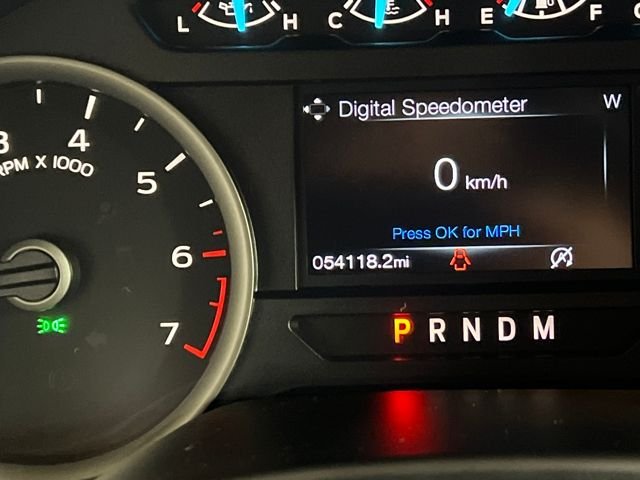 L H C H E F
Digital Speedometer W
3 4
RPM X 1000
5
0 km/h
6
Press OK for MPH
054118.2mi
7
P R N D M